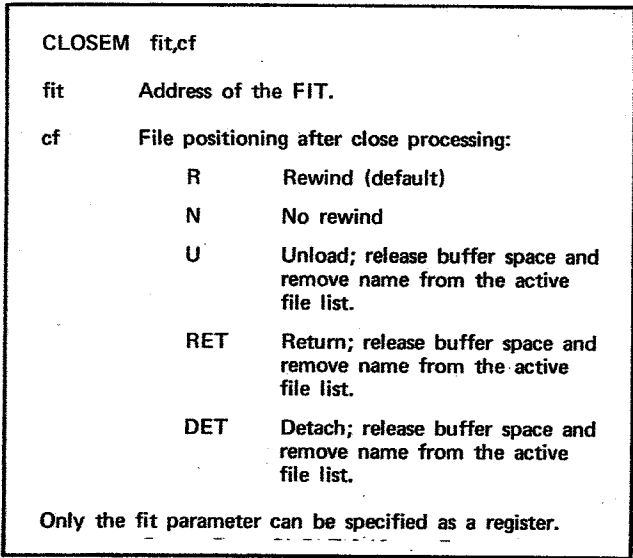 CLOSEM fit,cf
fit Address of the FIT.
cf File positioning after close processing:
R Rewind (default)
N No rewind
U Unload; release buffer space and
remove name from the active
file list.
RET Return; release buffer space and
remove name from the active
file list.
DET Detach; release buffer space and
remove name from the active
file list.
Only the fit parameter can be specified as a register.